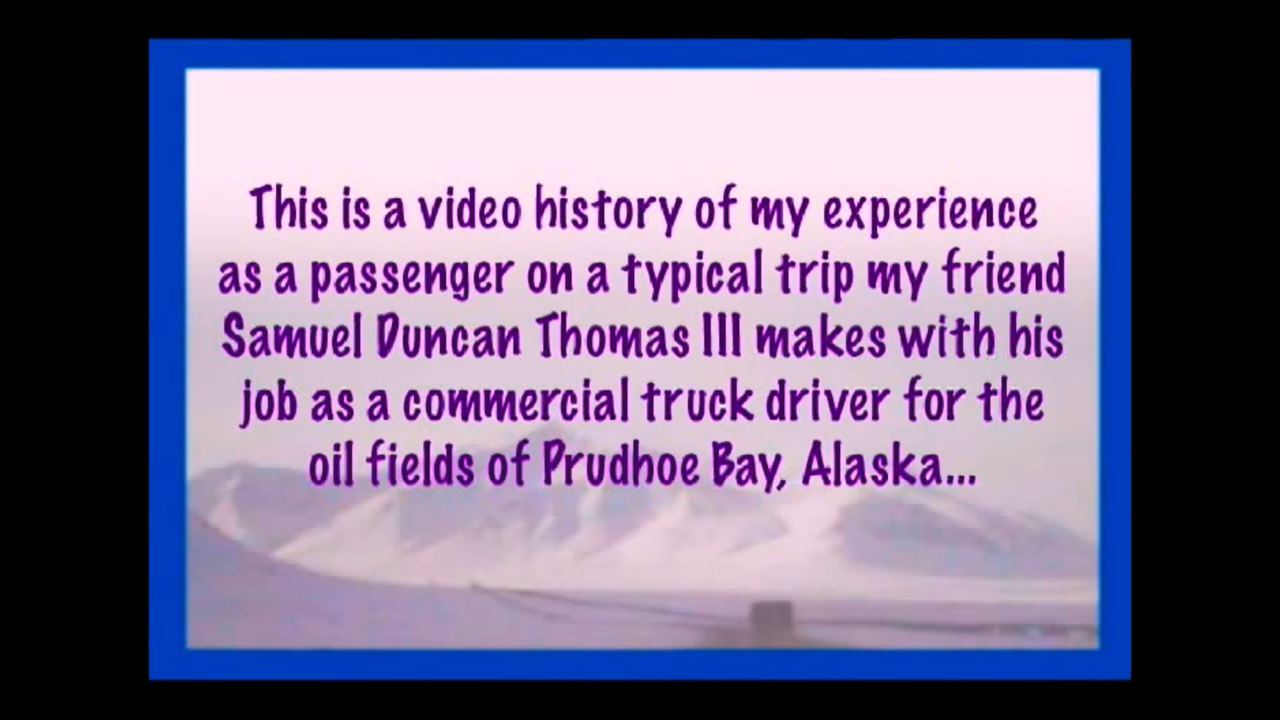 This is a video history of my experience
as a passenger on a typical trip my friend
Samuel Duncan Thomas III makes with his
job as a commercial truck driver for the
oil fields of Prudhoe Bay, Alaska...